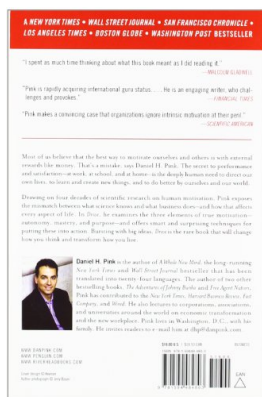 A NEW YORK TIMES • WALL STREET JOURNAL • SAN FRANCISCO CHRONICLE •
LOS ANGELES TIMES • BOSTON GLOBE • WASHINGTON POST BESTSELLER
"I spent as much time thinking about what this book meant as I did reading it."
—MALCOLM GLADWELL
"Pink is rapidly acquiring international guru status. . . . He is an engaging writer, who chal-
lenges and provokes."
—FINANCIAL TIMES
"Pink makes a convincing case that organizations ignore intrinsic motivation at their peril."
—SCIENTIFIC AMERICAN
Most of us believe that the best way to motivate ourselves and others is with external
rewards like money. That's a mistake, says Daniel H. Pink. The secret to performance
and satisfaction—at work, at school, and at home—is the deeply human need to direct our
own lives, to learn and create new things, and to do better by ourselves and our world.
Drawing on four decades of scientific research on human motivation, Pink exposes
the mismatch between what science knows and what business does—and how that affects
every aspect of life. In Drive, he examines the three elements of true motivation—
autonomy, mastery, and purpose—and offers smart and surprising techniques for
putting these into action. Bursting with big ideas, Drive is the rare book that will change
how you think and transform how you live.
Daniel H. Pink is the author of A Whole New Mind, the long-running
New York Times and Wall Street Journal bestseller that has been
translated into twenty-four languages. The author of two other
bestselling books, The Adventures of Johnny Bunko and Free Agent Nation,
Pink has contributed to the New York Times, Harvard Business Review, Fast
Company, and Wired. He also lectures to corporations, associations,
and universities around the world on economic transformation
and the new workplace. Pink lives in Washington, D.C., with his
family. He invites readers to e-mail him at dhp@danpink.com.
WWW.DANPINK.COM
WWW.PENGUIN.COM
WWW.RIVERHEADBOOKS.COM